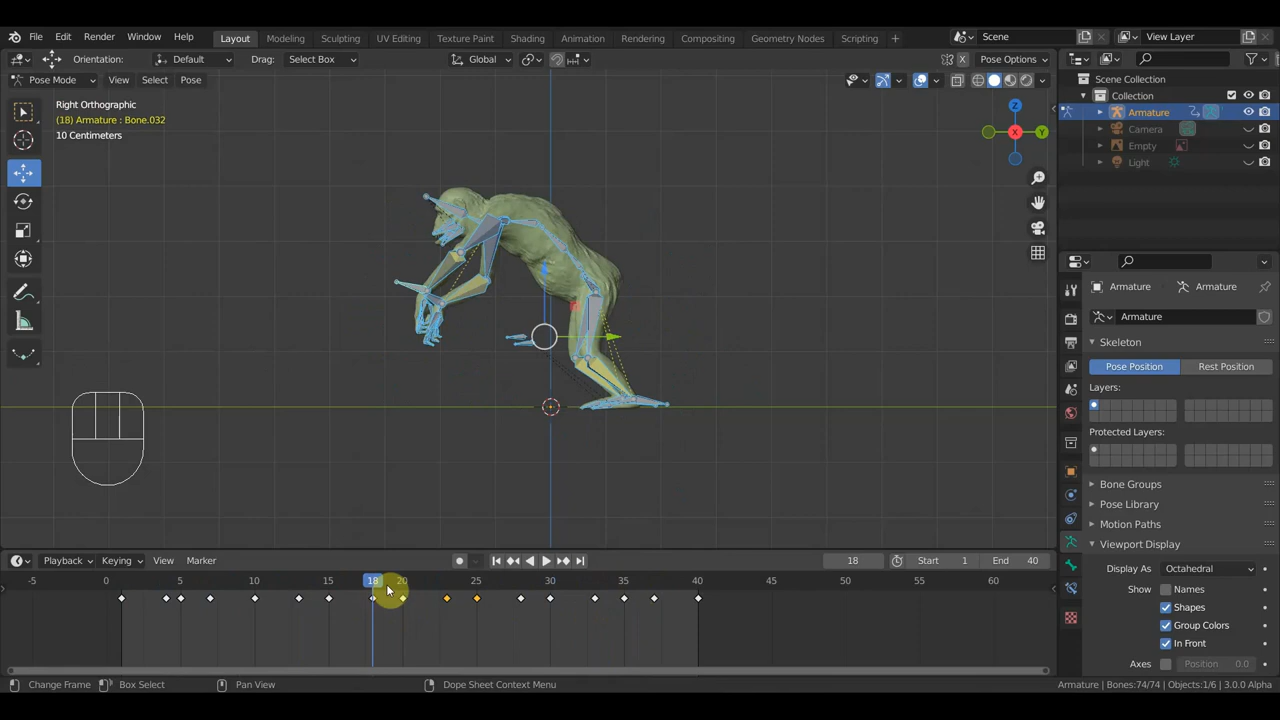 File Edit Render Window Help Layout Modeling Sculpting UV Editing Texture Paint Shading Animation Rendering Compositing Geometry Nodes Scripting + Scene View Layer
Orientation: Default Drag: Select Box Global Pose Options
Pose Mode View Select Pose
Right Orthographic
(18) Armature : Bone.032
10 Centimeters
Z
X
Y
Scene Collection
Collection
Armature
Camera
Empty
Light
Armature Armature
Armature
Skeleton
Pose Position Rest Position
Layers:
Protected Layers:
Bone Groups
Pose Library
Motion Paths
Viewport Display
Display As Octahedral
Names
Shapes
Group Colors
In Front
Axes Position 0.0
Playback Keying View Marker 18 Start 1 End 40
-5 0 5 10 15 18 20 25 30 35 40 45 50 55 60
Change Frame Box Select Pan View Dope Sheet Context Menu Armature | Bones:74/74 | Objects:1/6 | 3.0.0 Alpha